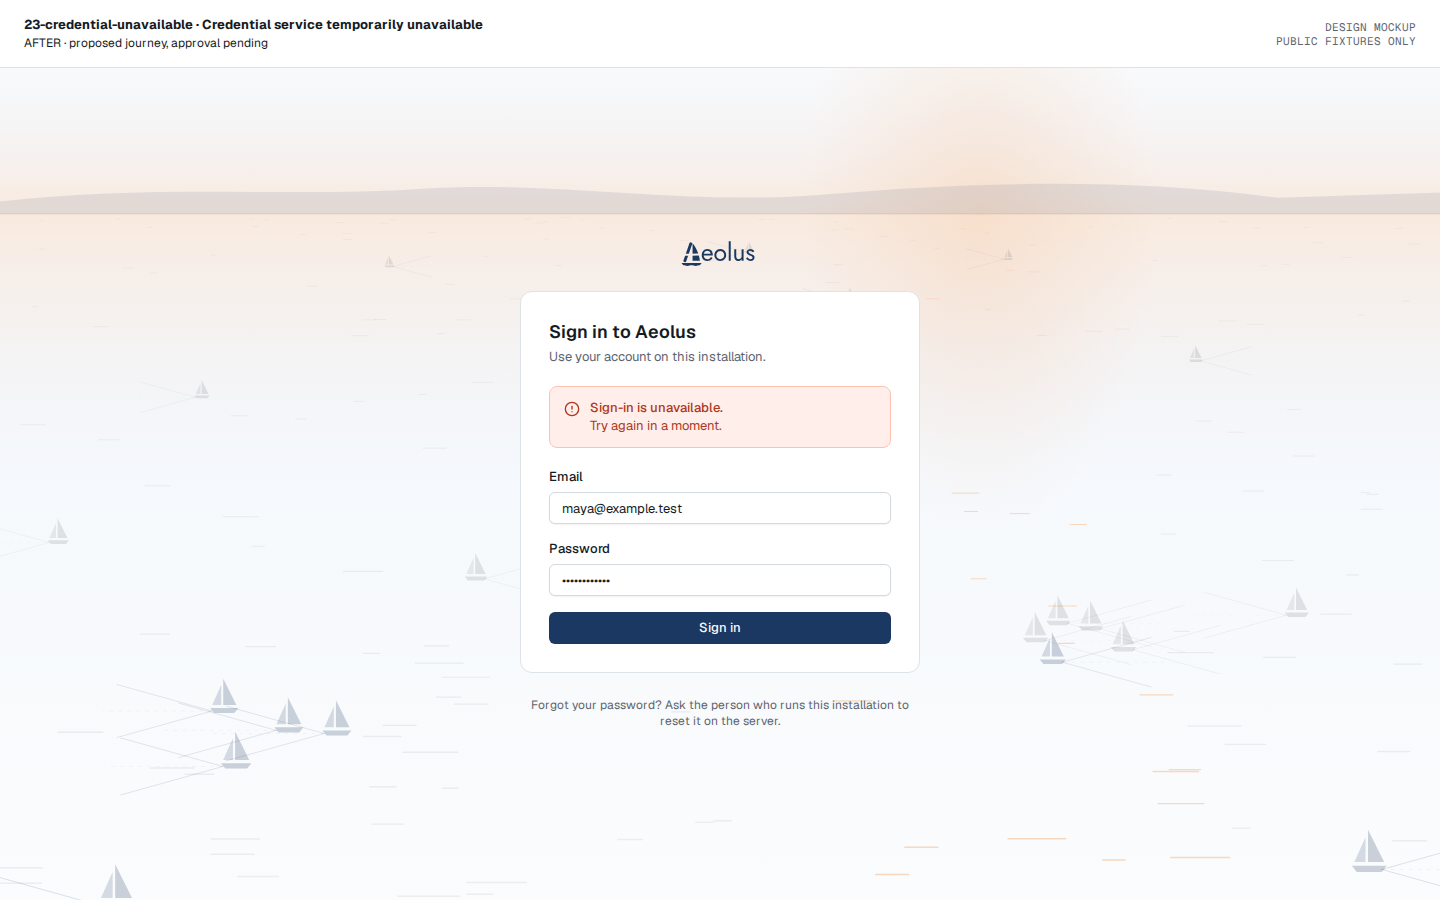 23-credential-unavailable · Credential service temporarily unavailable
AFTER · proposed journey, approval pending
DESIGN MOCKUP
PUBLIC FIXTURES ONLY
Aeolus
Sign in to Aeolus
Use your account on this installation.
Sign-in is unavailable.
Try again in a moment.
Email
maya@example.test
Password
••••••••••••
Sign in
Forgot your password? Ask the person who runs this installation to
reset it on the server.